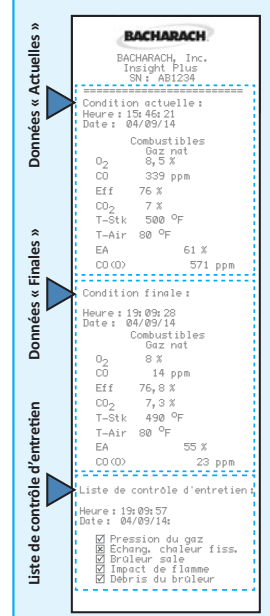 BACHARACH
BACHARACH, Inc.
Insight Plus
SN: AB1234
========================
Données « Actuelles »
Condition actuelle:
Heure: 15:46:21
Date: 04/09/14
Combustibles
Gaz nat
O2 8,5 %
CO 339 ppm
Eff 76 %
CO2 7 %
T-Stk 500 °F
T-Air 80 °F
EA 61 %
CO(O) 571 ppm
Données « Finales »
Condition finale:
Heure: 19:09:28
Date: 04/09/14
Combustibles
Gaz nat
O2 8 %
CO 14 ppm
Eff 76,8 %
CO2 7,3 %
T-Stk 490 °F
T-Air 80 °F
EA 55 %
CO(O) 23 ppm
Liste de contrôle d'entretien
Liste de contrôle d'entretien:
Heure: 19:09:57
Date: 04/09/14:
☑ Pression du gaz
☒ Échang. chaleur fiss.
☑ Brûleur sale
☑ Impact de flamme
☑ Débris du brûleur